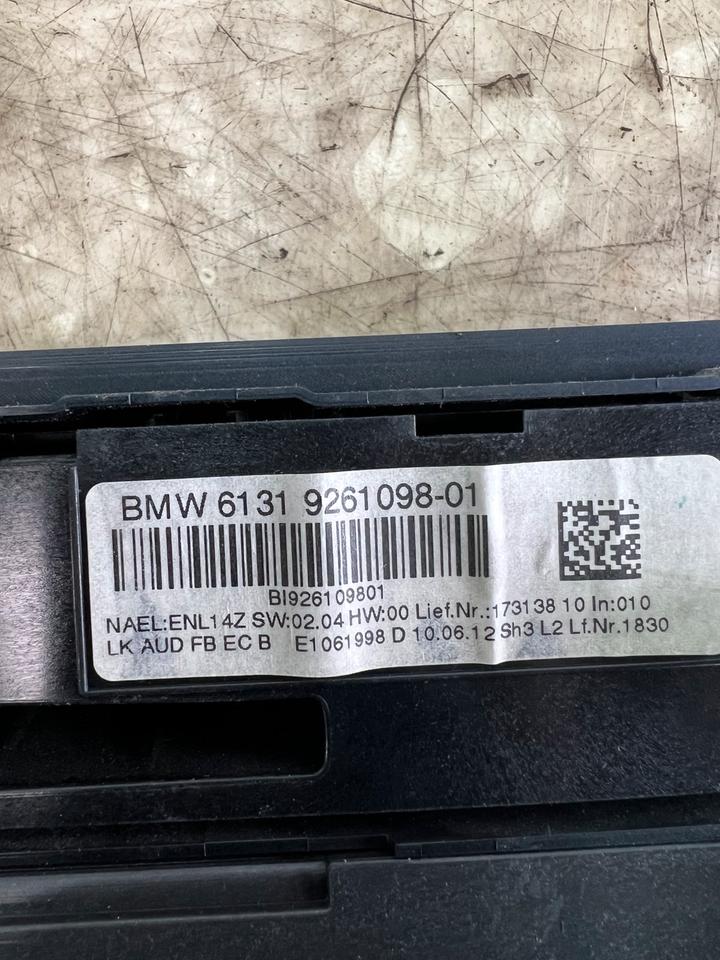 BMW 6131 9261098-01
BI926109801
NAEL:ENL14Z SW:02.04 HW:00 Lief.Nr.:173138 10 In:010
LK AUD FB EC B E1061998 D 10.06.12 Sh3 L2 Lf.Nr.1830